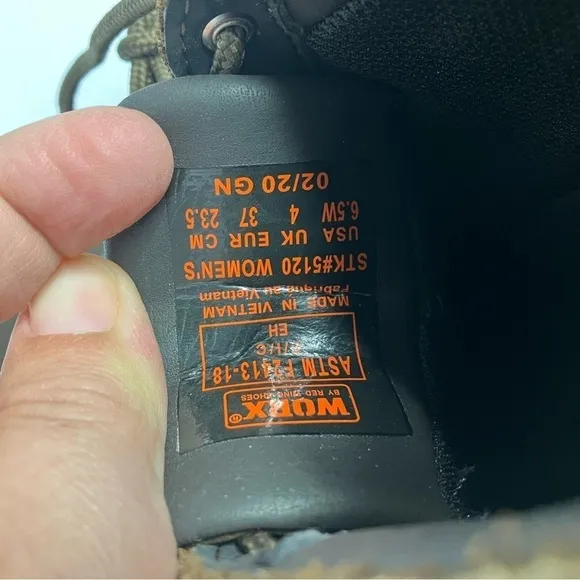 WORX®
BY RED WING SHOES
ASTM F2413-18
/I/C
EH
MADE IN VIETNAM
Fabriqué au Vietnam
STK#5120 WOMEN'S
USA UK EUR CM
6.5W 4 37 23.5
02/20 GN